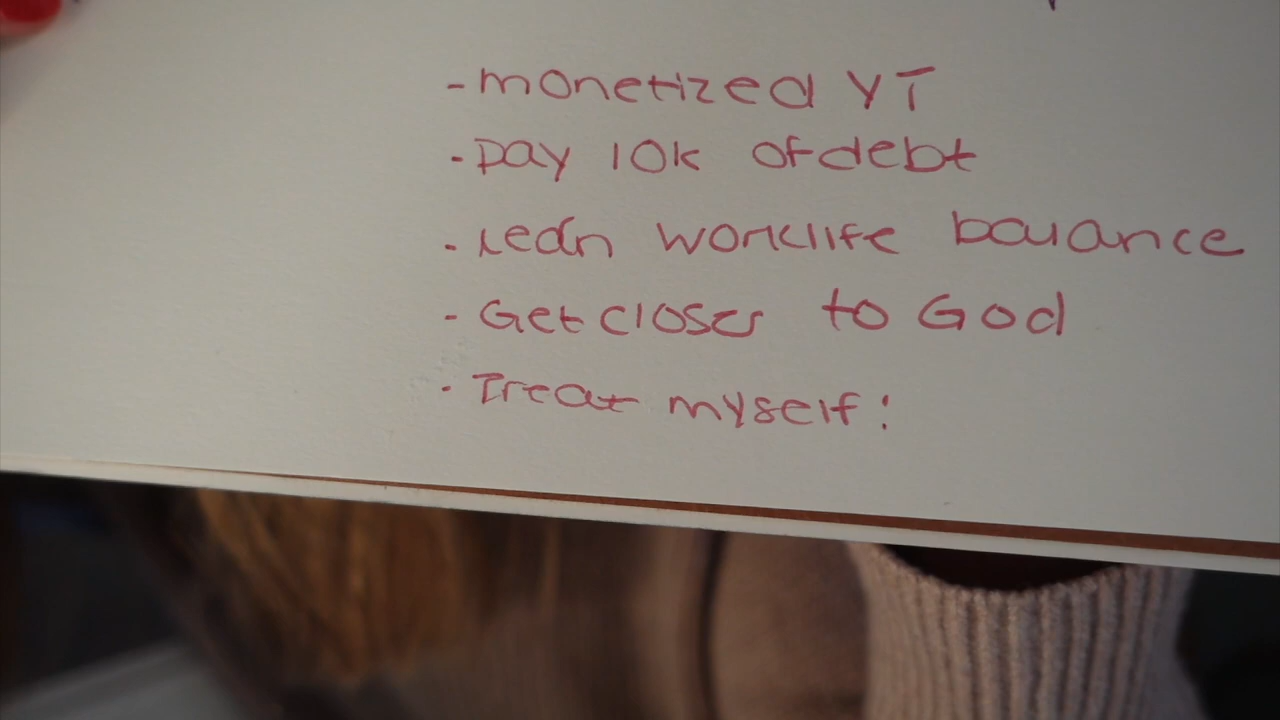 - monetized YT
- Pay 10k of debt
- Learn worklife balance
- Get closer to God
- Treat myself!